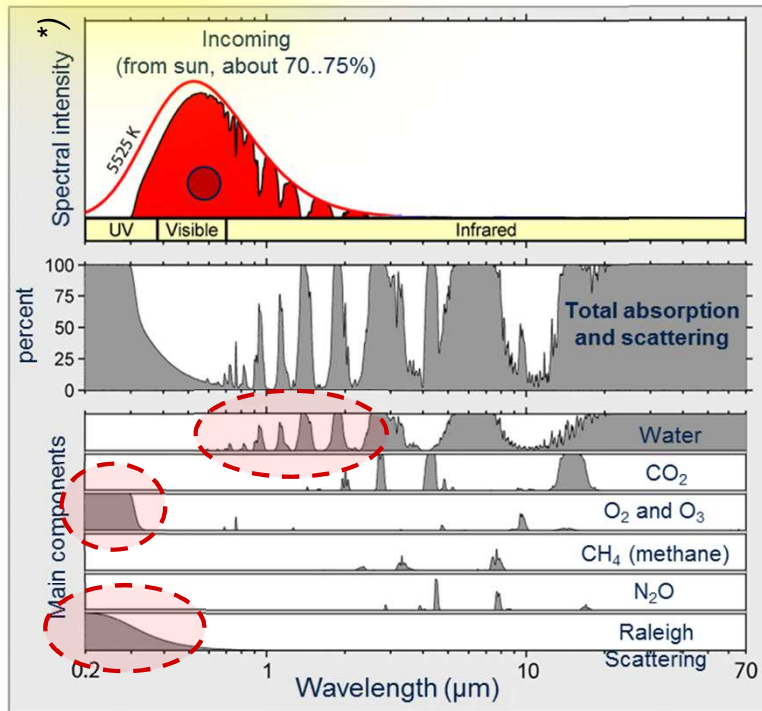 *)
Incoming
(from sun, about 70..75%)
Spectral intensity
5525 K
UV Visible Infrared
100
75
50
25
0
percent
Total absorption
and scattering
Main components
Water
CO₂
O₂ and O₃
CH₄ (methane)
N₂O
Raleigh
Scattering
0.2 1 10 70
Wavelength (µm)